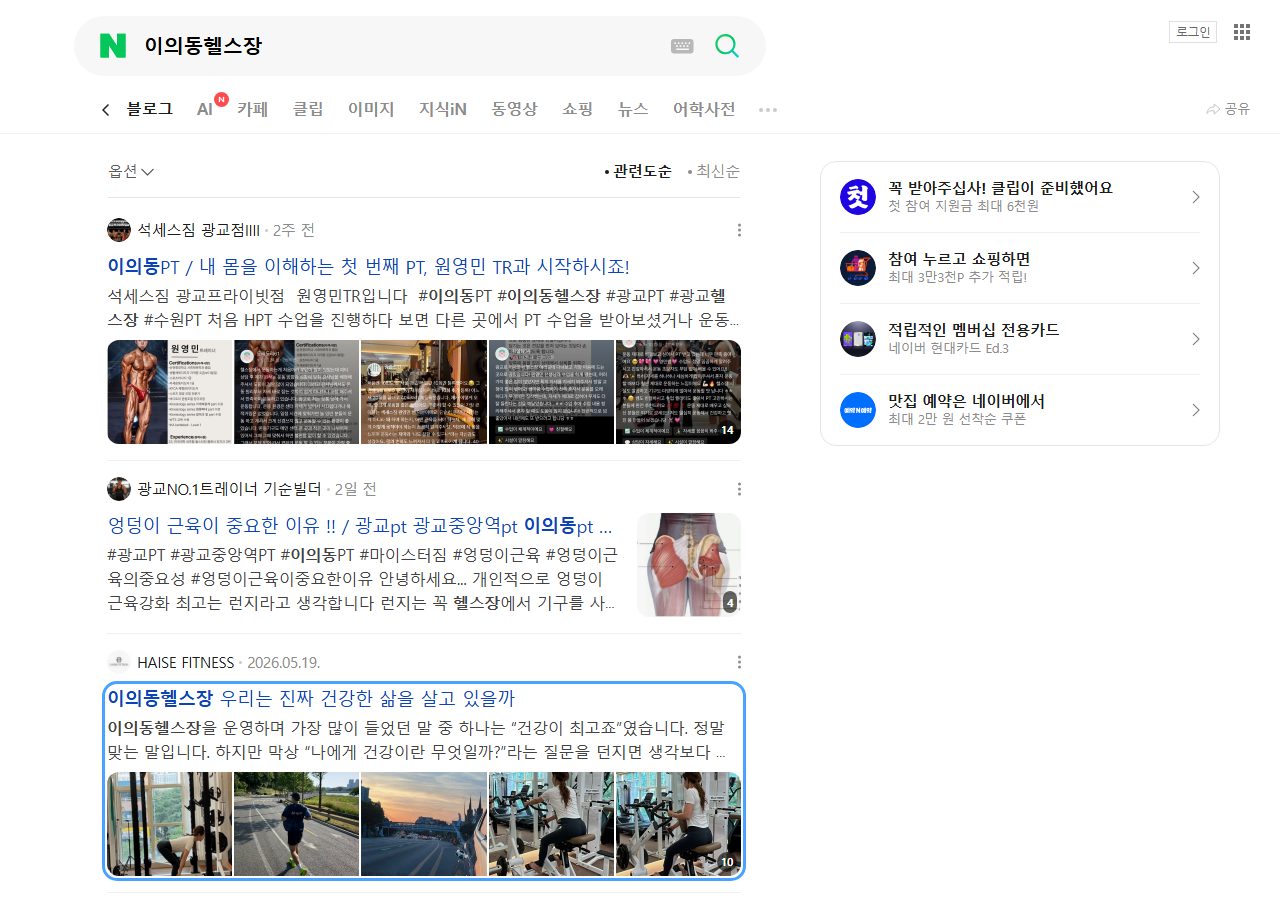 N 이의동헬스장
로그인
블로그 AI N 카페 클립 이미지 지식iN 동영상 쇼핑 뉴스 어학사전
공유
옵션
• 관련도순 • 최신순
석세스짐 광교점IIII · 2주 전
이의동PT / 내 몸을 이해하는 첫 번째 PT, 원영민 TR과 시작하시죠!
석세스짐 광교프라이빗점 원영민TR입니다 #이의동PT #이의동헬스장 #광교PT #광교헬
스장 #수원PT 처음 HPT 수업을 진행하다 보면 다른 곳에서 PT 수업을 받아보셨거나 운동...
원영민
14
광교NO.1트레이너 기순빌더 · 2일 전
엉덩이 근육이 중요한 이유 !! / 광교pt 광교중앙역pt 이의동pt ...
#광교PT #광교중앙역PT #이의동PT #마이스터짐 #엉덩이근육 #엉덩이근
육의중요성 #엉덩이근육이중요한이유 안녕하세요... 개인적으로 엉덩이
근육강화 최고는 런지라고 생각합니다 런지는 꼭 헬스장에서 기구를 사...
4
HAISE FITNESS · 2026.05.19.
이의동헬스장 우리는 진짜 건강한 삶을 살고 있을까
이의동헬스장을 운영하며 가장 많이 들었던 말 중 하나는 “건강이 최고죠”였습니다. 정말
맞는 말입니다. 하지만 막상 “나에게 건강이란 무엇일까?”라는 질문을 던지면 생각보다 ...
10
첫
꼭 받아주십사! 클립이 준비했어요
첫 참여 지원금 최대 6천원
참여 누르고 쇼핑하면
최대 3만3천P 추가 적립!
적립적인 멤버십 전용카드
네이버 현대카드 Ed.3
맛집 예약은 네이버에서
최대 2만 원 선착순 쿠폰